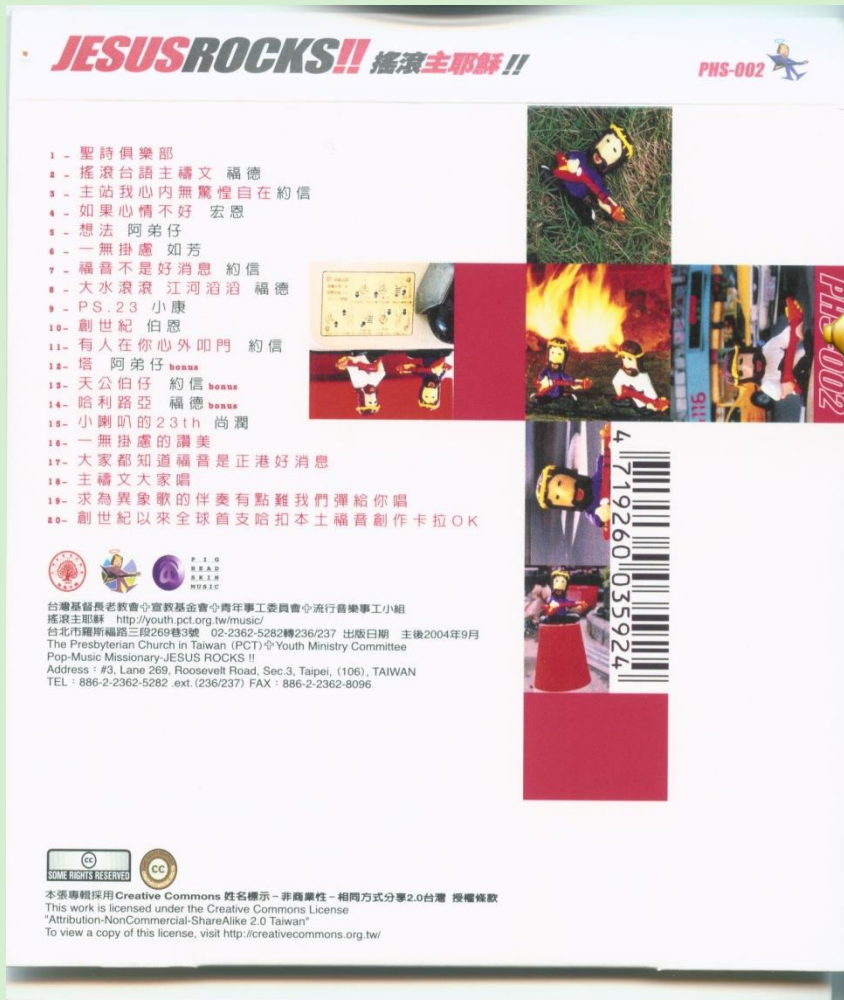 JESUSROCKS!! 搖滾主耶穌!!
PHS-002
1 - 聖詩俱樂部
2 - 搖滾台語主禱文 福德
3 - 主站我心內無驚惶自在 約信
4 - 如果心情不好 宏恩
5 - 想法 阿弟仔
6 - 一無掛慮 如芳
7 - 福音不是好消息 約信
8 - 大水滾滾 江河滔滔 福德
9 - PS.23 小康
10- 創世紀 伯恩
11- 有人在你心外叩門 約信
12- 塔 阿弟仔 bonus
13- 天公伯仔 約信 bonus
14- 哈利路亞 福德 bonus
15- 小喇叭的23th 尚潤
16- 一無掛慮的讚美
17- 大家都知道福音是正港好消息
18- 主禱文大家唱
19- 求為異象歌的伴奏有點難我們彈給你唱
20- 創世紀以來全球首支哈扣本土福音創作卡拉OK
PHS-002
911
4 719260 035924
PIG
HEAD
SKIN
MUSIC
台灣基督長老教會✣宣教基金會✣青年事工委員會✣流行音樂事工小組
搖滾主耶穌 http://youth.pct.org.tw/music/
台北市羅斯福路三段269巷3號 02-2362-5282轉236/237 出版日期 主後2004年9月
The Presbyterian Church in Taiwan (PCT)✣Youth Ministry Committee
Pop-Music Missionary-JESUS ROCKS !!
Address：#3, Lane 269, Roosevelt Road, Sec.3, Taipei, (106), TAIWAN
TEL：886-2-2362-5282 .ext.(236/237) FAX：886-2-2362-8096
cc
SOME RIGHTS RESERVED
CC
本張專輯採用Creative Commons 姓名標示－非商業性－相同方式分享2.0台灣 授權條款
This work is licensed under the Creative Commons License
"Attribution-NonCommercial-ShareAlike 2.0 Taiwan"
To view a copy of this license, visit http://creativecommons.org.tw/